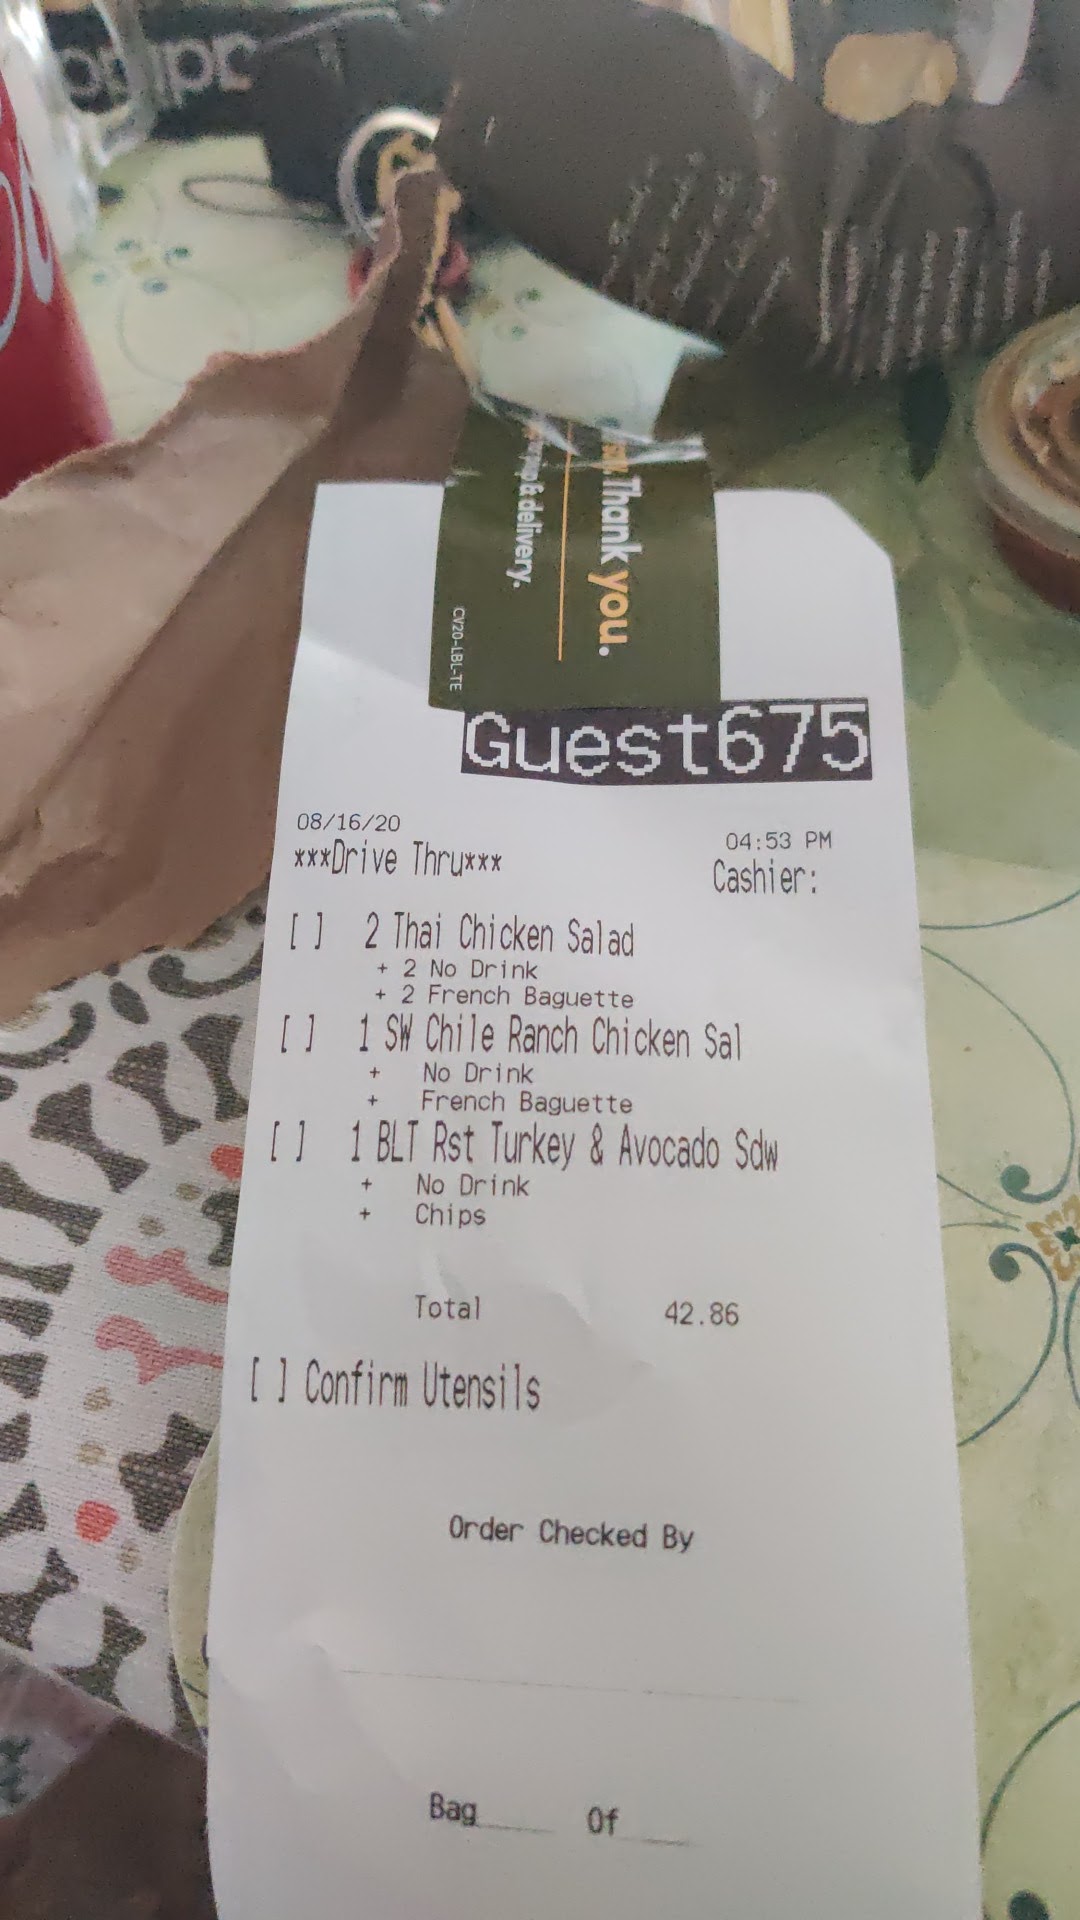 Thank you.
& delivery.
CV20-LBL-TE
Guest675
08/16/20
04:53 PM
***Drive Thru***
Cashier:
[ ] 2 Thai Chicken Salad
+ 2 No Drink
+ 2 French Baguette
[ ] 1 SW Chile Ranch Chicken Sal
+ No Drink
+ French Baguette
[ ] 1 BLT Rst Turkey & Avocado Sdw
+ No Drink
+ Chips
Total 42.86
[ ] Confirm Utensils
Order Checked By
Bag____ Of____